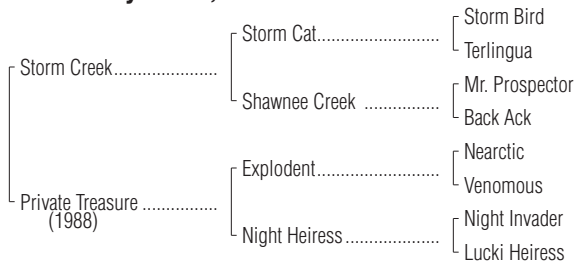 Storm Bird
Storm Cat
Terlingua
Storm Creek
Mr. Prospector
Shawnee Creek
Back Ack
Nearctic
Explodent
Venomous
Private Treasure
(1988)
Night Invader
Night Heiress
Lucki Heiress